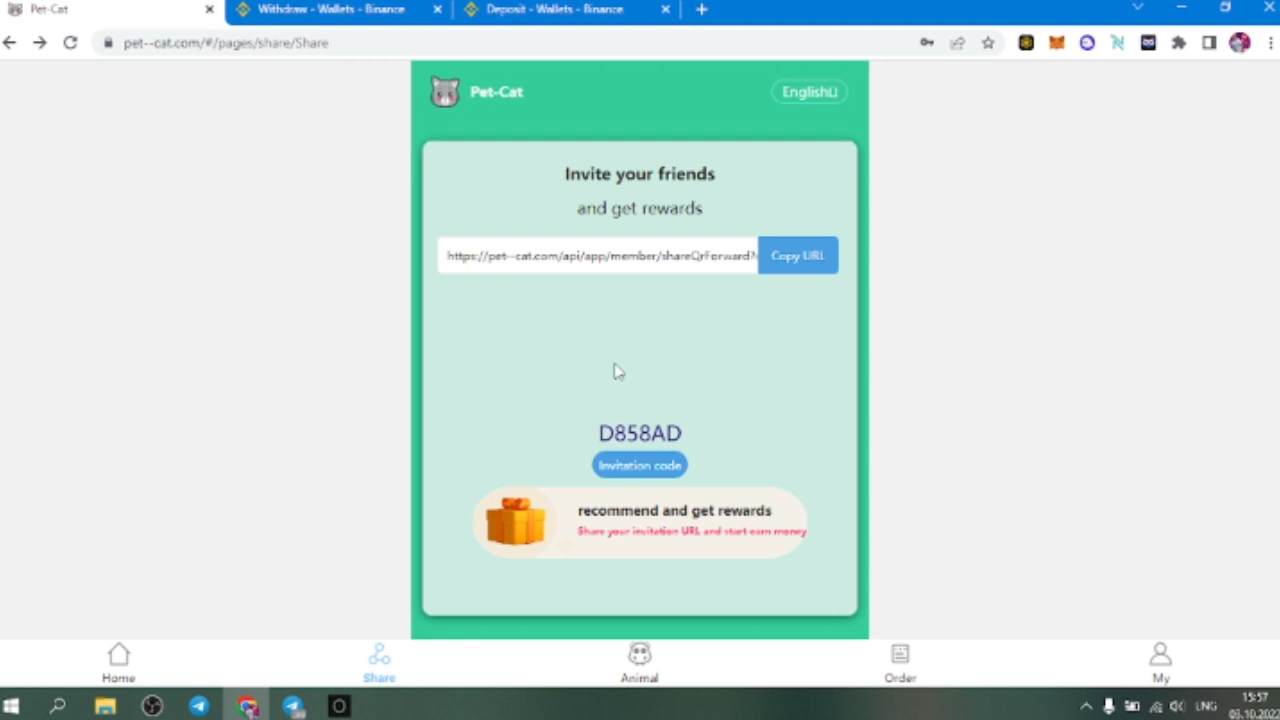 Pet-Cat
Withdraw - Wallets - Binance
Deposit - Wallets - Binance
pet--cat.com/#/pages/share/Share
Pet-Cat
EnglishÜ
Invite your friends
and get rewards
https://pet--cat.com/api/app/member/shareQrForward?
Copy URL
D858AD
Invitation code
recommend and get rewards
Share your invitation URL and start earn money
Home
Share
Animal
Order
My
LNG
15:57